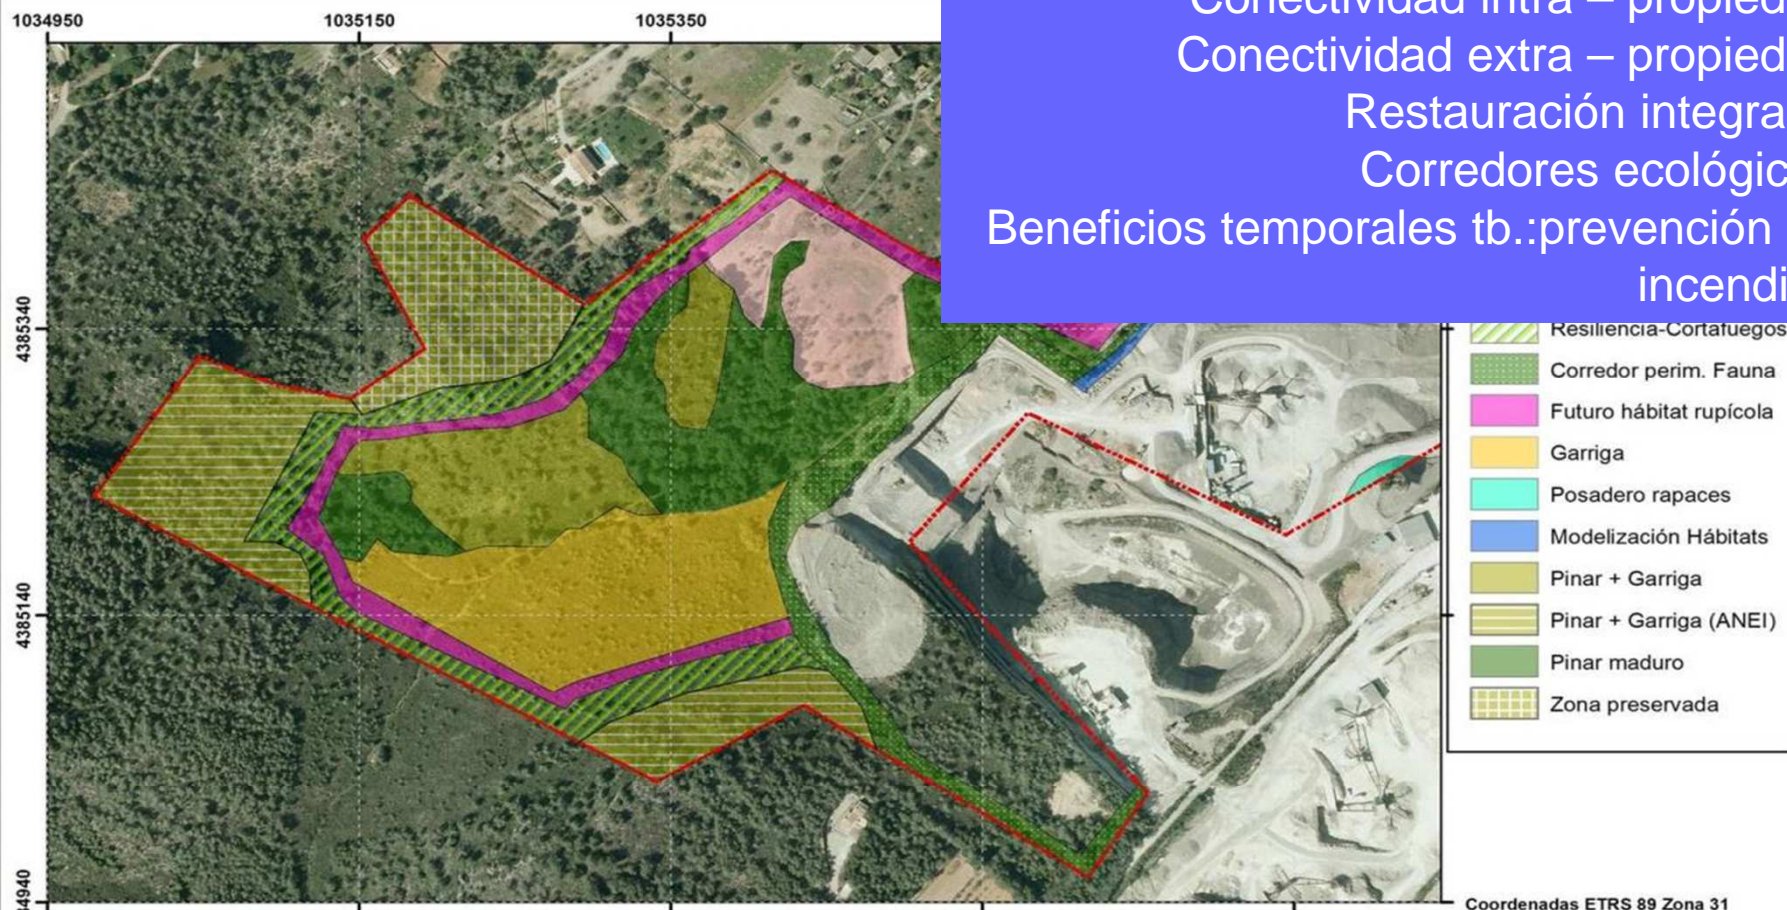 1034950 1035150 1035350
Conectividad extra – propied
Restauración integra
Corredores ecológic
Beneficios temporales tb.:prevención
incendi
4385340
4385140
Resiliencia-Cortafuegos
Corredor perim. Fauna
Futuro hábitat rupícola
Garriga
Posadero rapaces
Modelización Hábitats
Pinar + Garriga
Pinar + Garriga (ANEI)
Pinar maduro
Zona preservada
Coordenadas ETRS 89 Zona 31